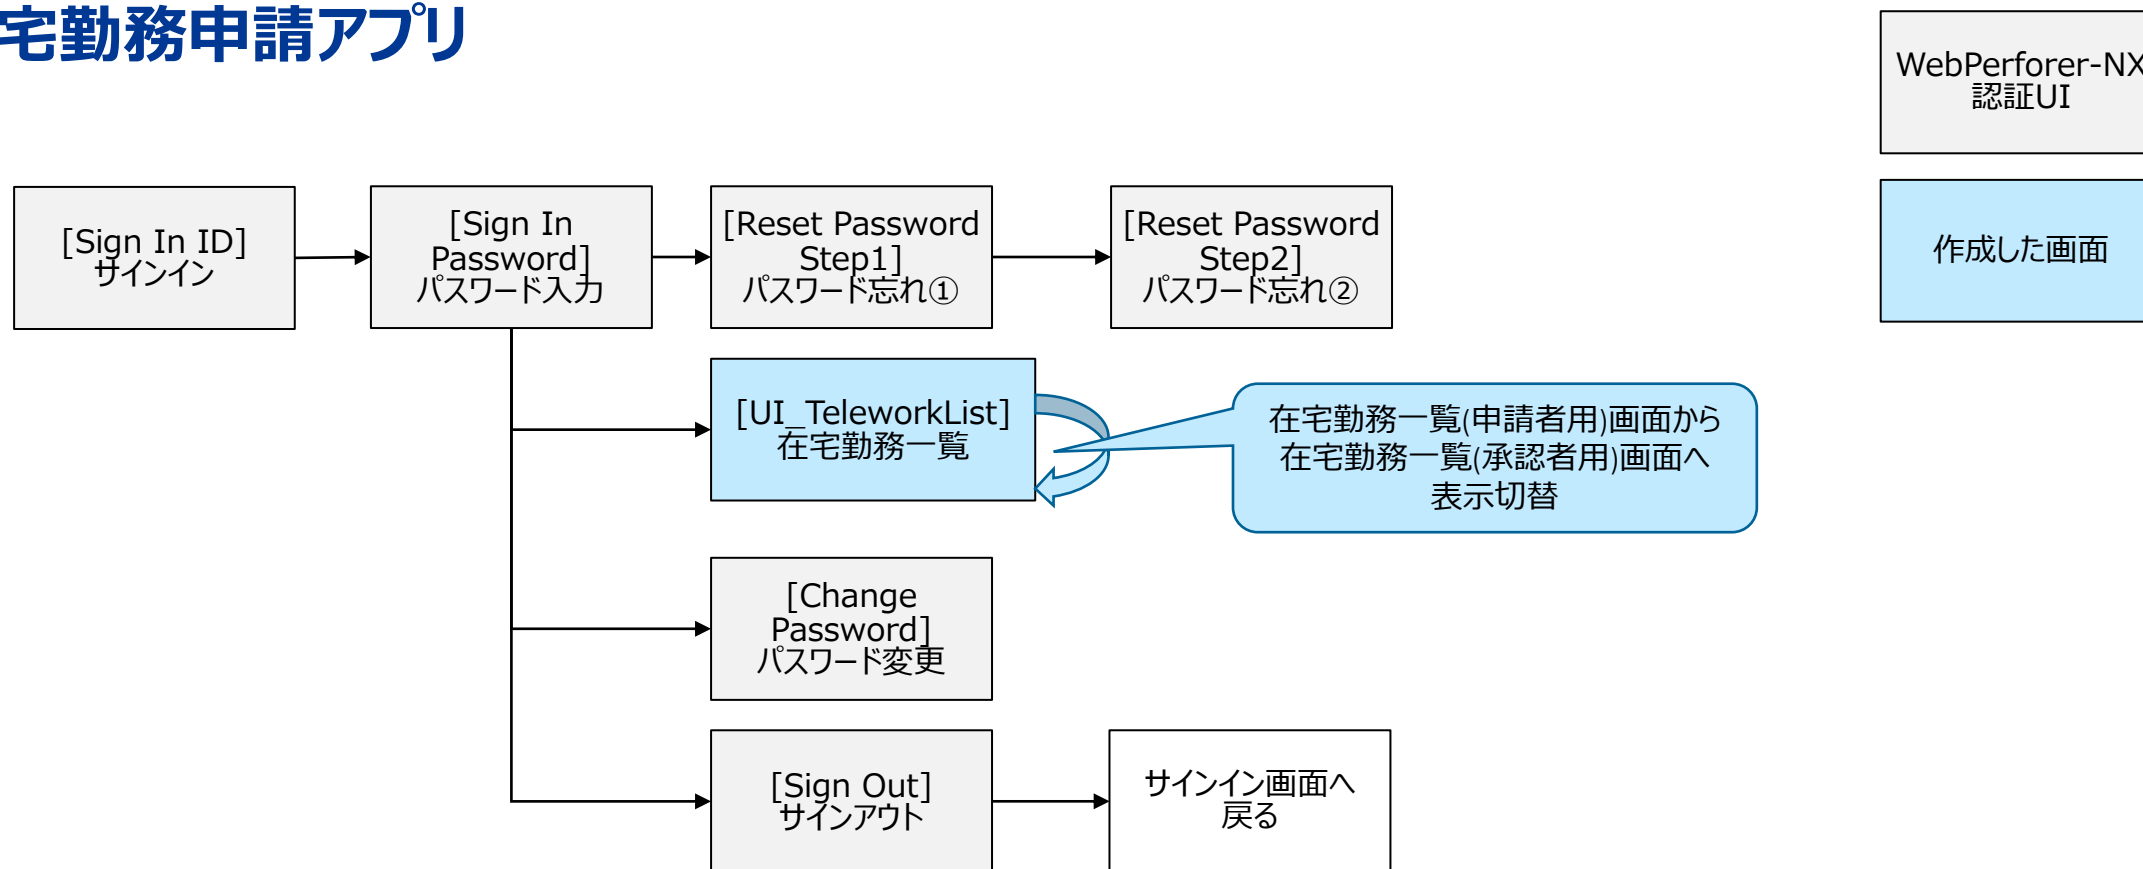 宅勤務申請アプリ
WebPerforer-NX
認証UI
[Sign In ID]
サインイン
[Sign In
Password]
パスワード入力
[Reset Password
Step1]
パスワード忘れ①
[Reset Password
Step2]
パスワード忘れ②
作成した画面
[UI_TeleworkList]
在宅勤務一覧
在宅勤務一覧(申請者用)画面から
在宅勤務一覧(承認者用)画面へ
表示切替
[Change
Password]
パスワード変更
[Sign Out]
サインアウト
サインイン画面へ
戻る